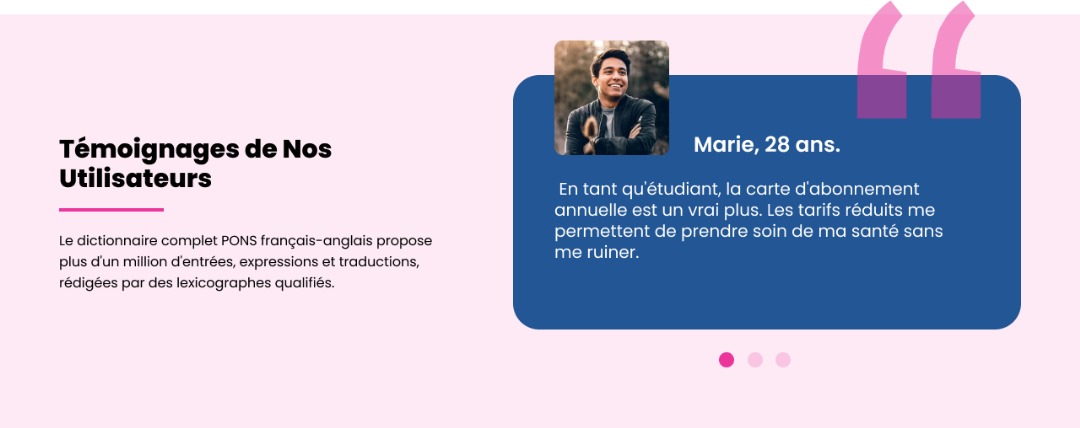 Témoignages de Nos
Utilisateurs
Le dictionnaire complet PONS français-anglais propose
plus d'un million d'entrées, expressions et traductions,
rédigées par des lexicographes qualifiés.
Marie, 28 ans.
En tant qu'étudiant, la carte d'abonnement
annuelle est un vrai plus. Les tarifs réduits me
permettent de prendre soin de ma santé sans
me ruiner.